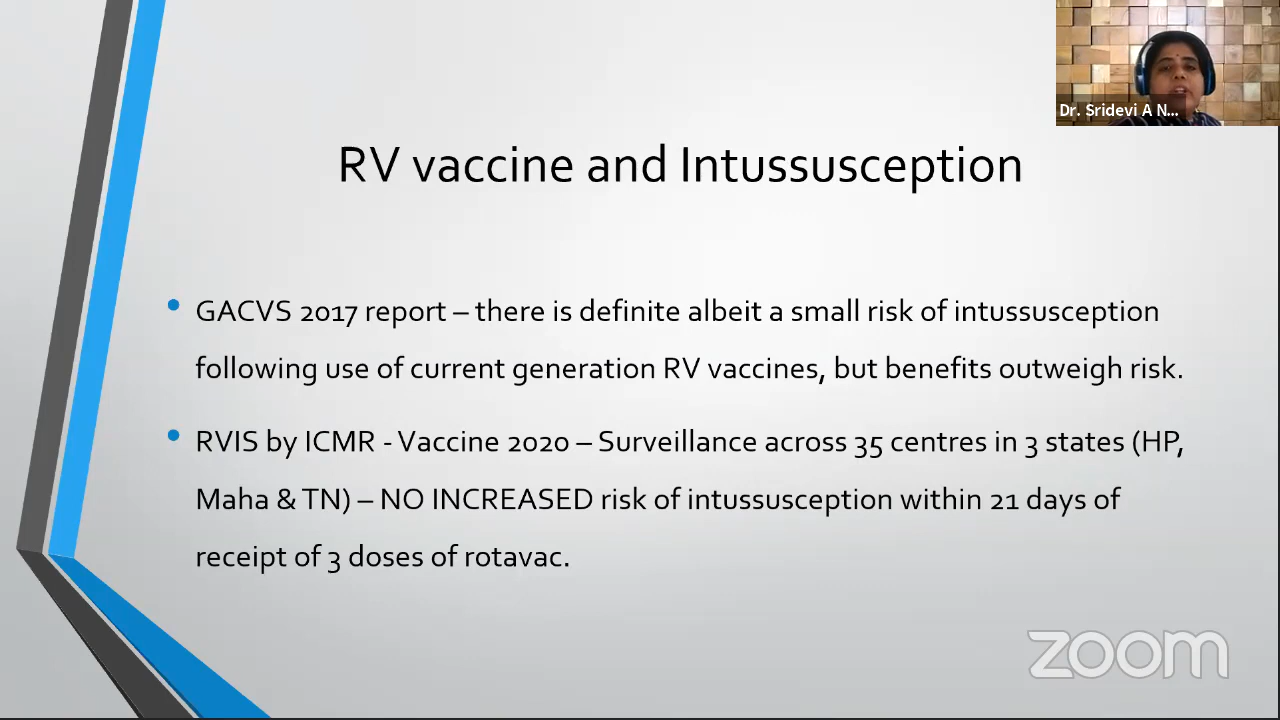 Dr. Sridevi A N...
RV vaccine and Intussusception
• GACVS 2017 report – there is definite albeit a small risk of intussusception
following use of current generation RV vaccines, but benefits outweigh risk.
• RVIS by ICMR - Vaccine 2020 – Surveillance across 35 centres in 3 states (HP,
Maha & TN) – NO INCREASED risk of intussusception within 21 days of
receipt of 3 doses of rotavac.
zoom